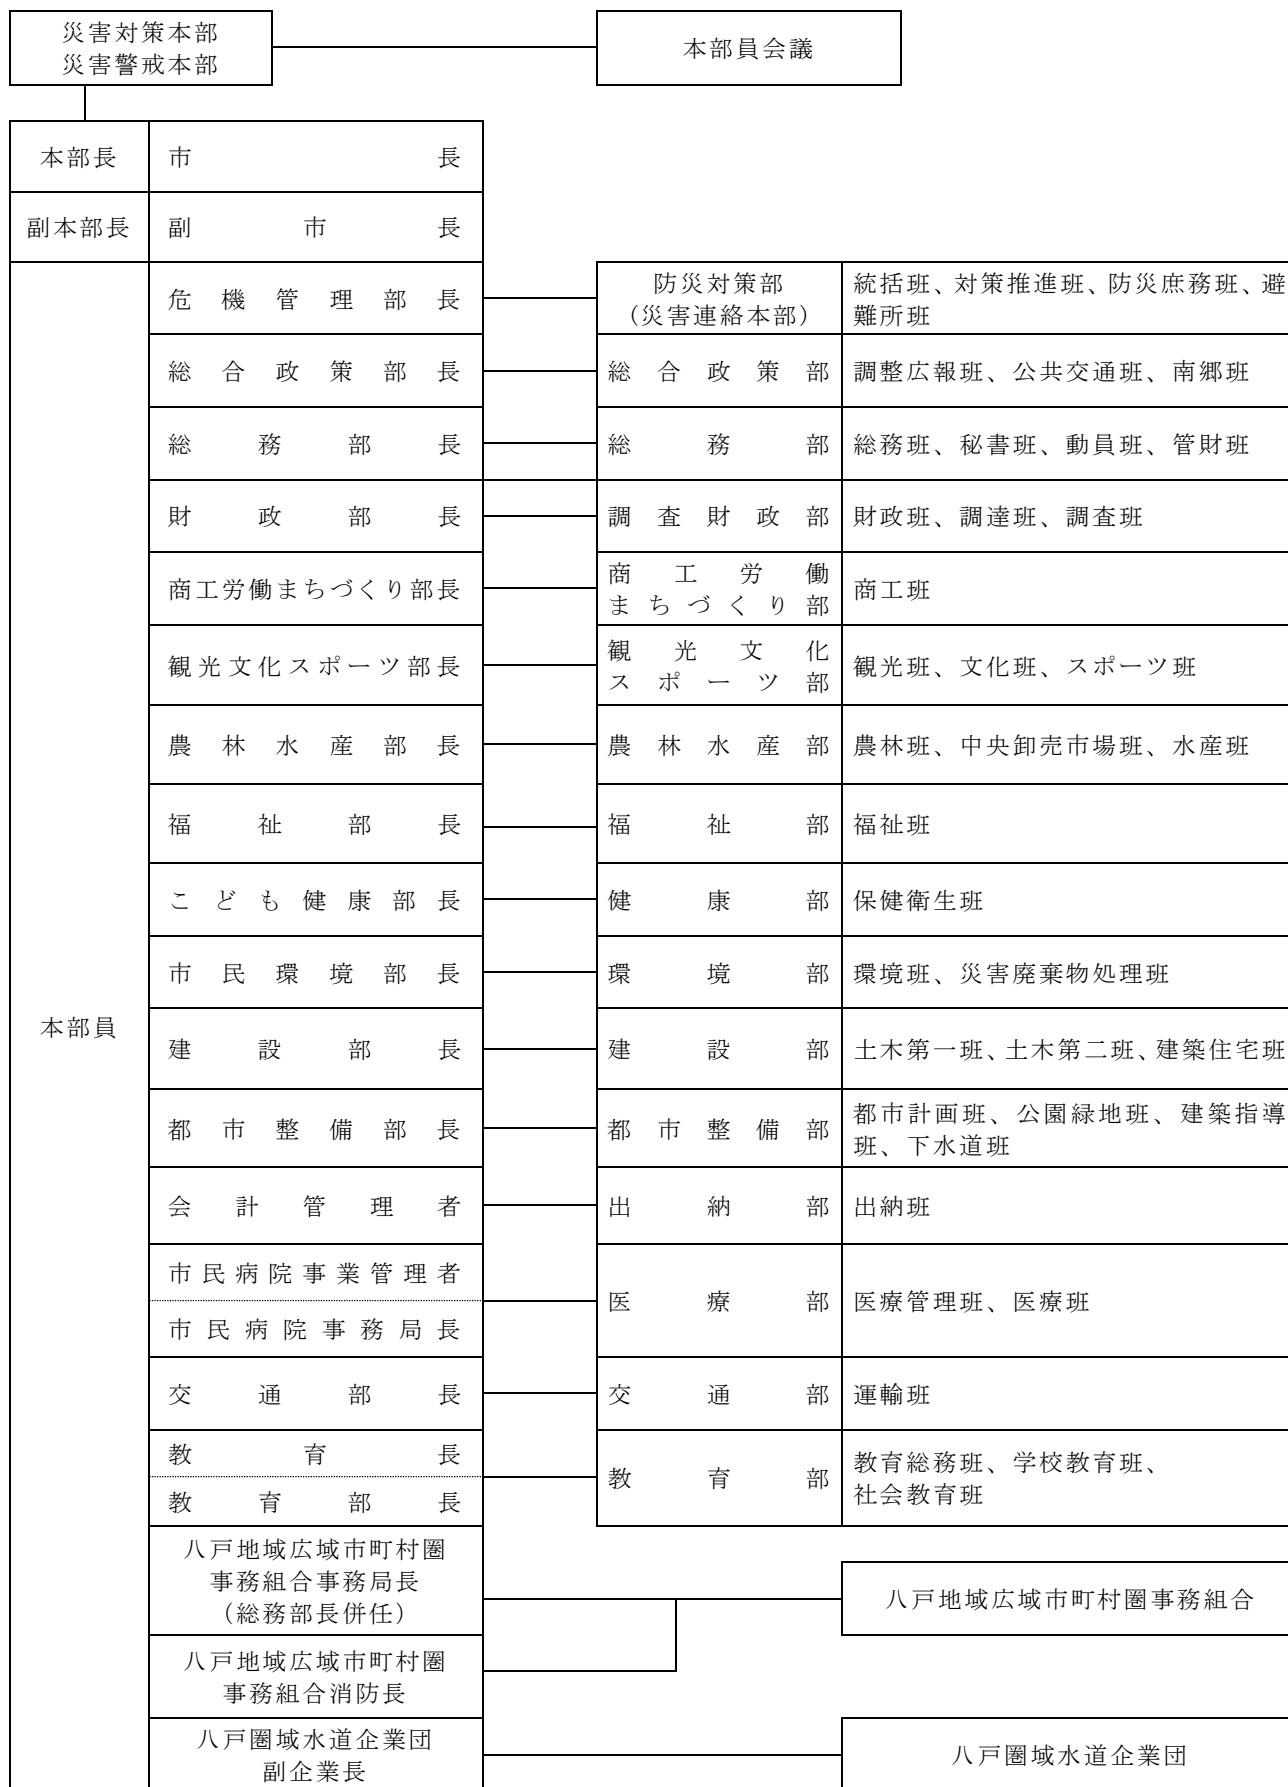 災害対策本部
災害警戒本部
本部員会議
本部長
市長
副本部長
副市長
本部員
危機管理部長
防災対策部
（災害連絡本部）
統括班、対策推進班、防災庶務班、避
難所班
総合政策部長
総合政策部
調整広報班、公共交通班、南郷班
総務部長
総務部
総務班、秘書班、動員班、管財班
財政部長
調査財政部
財政班、調達班、調査班
商工労働まちづくり部長
商工労働
まちづくり部
商工班
観光文化スポーツ部長
観光文化
スポーツ部
観光班、文化班、スポーツ班
農林水産部長
農林水産部
農林班、中央卸売市場班、水産班
福祉部長
福祉部
福祉班
こども健康部長
健康部
保健衛生班
市民環境部長
環境部
環境班、災害廃棄物処理班
建設部長
建設部
土木第一班、土木第二班、建築住宅班
都市整備部長
都市整備部
都市計画班、公園緑地班、建築指導
班、下水道班
会計管理者
出納部
出納班
市民病院事業管理者
市民病院事務局長
医療部
医療管理班、医療班
交通部長
交通部
運輸班
教育長
教育部長
教育部
教育総務班、学校教育班、
社会教育班
八戸地域広域市町村圏
事務組合事務局長
（総務部長併任）
八戸地域広域市町村圏事務組合
八戸地域広域市町村圏
事務組合消防長
八戸圏域水道企業団
副企業長
八戸圏域水道企業団